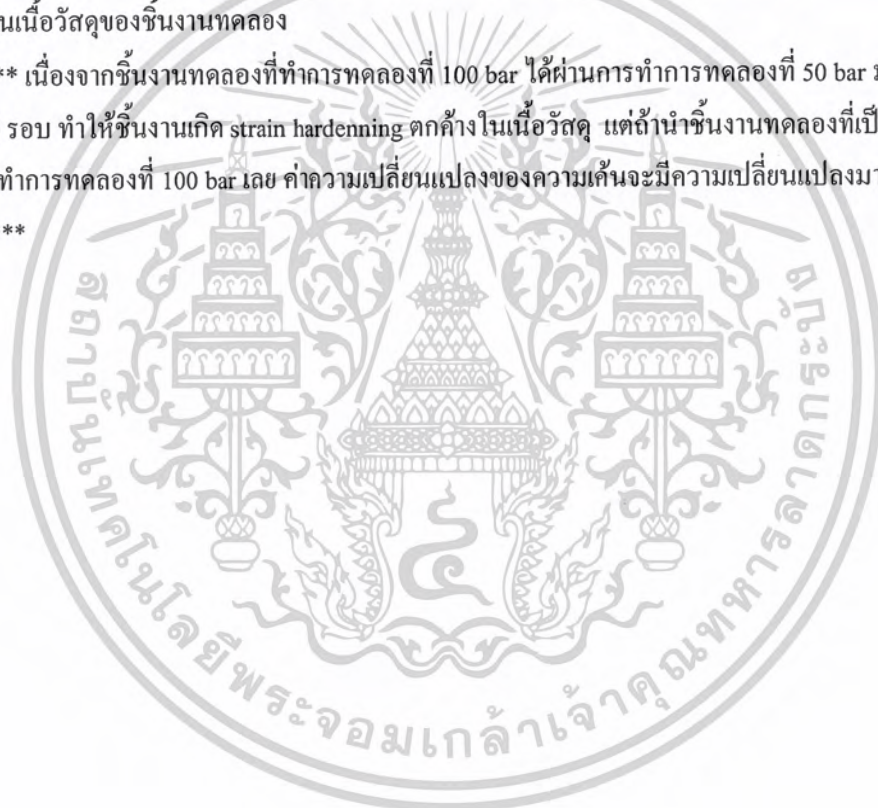 นเนื้อวัสดุของชิ้นงานทดลอง
** เนื่องจากชิ้นงานทดลองที่ทำการทดลองที่ 100 bar ได้ผ่านการทำการทดลองที่ 50 bar
รอบ ทำให้ชิ้นงานเกิด strain hardenning ตกค้างในเนื้อวัสดุ แต่ถ้านำชิ้นงานทดลองที่เป็
ทำการทดลองที่ 100 bar เลย ค่าความเปลี่ยนแปลงของความเค้นจะมีความเปลี่ยนแปลงมา
**
สถาบันเทคโนโลยีพระจอมเกล้าเจ้าคุณทหารลาดกระบัง